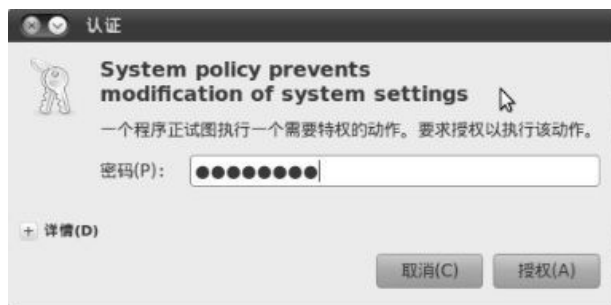 认证
System policy prevents
modification of system settings
一个程序正试图执行一个需要特权的动作。要求授权以执行该动作。
密码(P)：
●●●●●●●●
+ 详情(D)
取消(C)
授权(A)